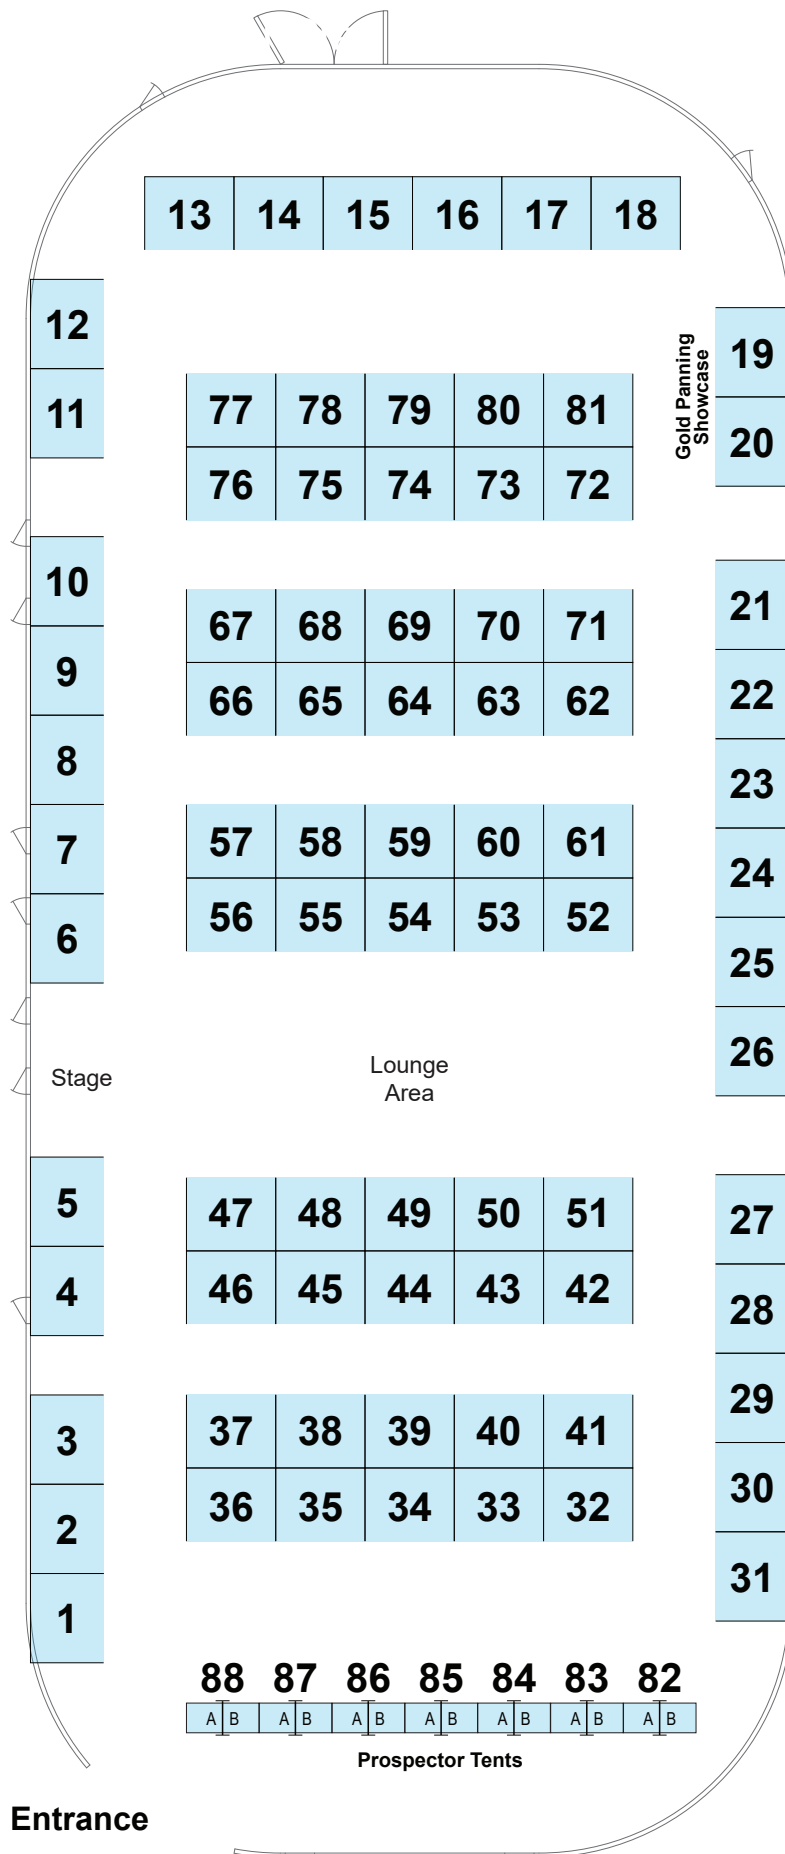 13 14 15 16 17 18
12
11
Gold Panning
Showcase
19
20
77 78 79 80 81
76 75 74 73 72
10
9
8
7
6
67 68 69 70 71
66 65 64 63 62
21
22
23
24
25
26
57 58 59 60 61
56 55 54 53 52
Stage
Lounge
Area
5
4
47 48 49 50 51
46 45 44 43 42
27
28
29
30
31
3
2
1
37 38 39 40 41
36 35 34 33 32
88 87 86 85 84 83 82
A B A B A B A B A B A B A B
Prospector Tents
Entrance